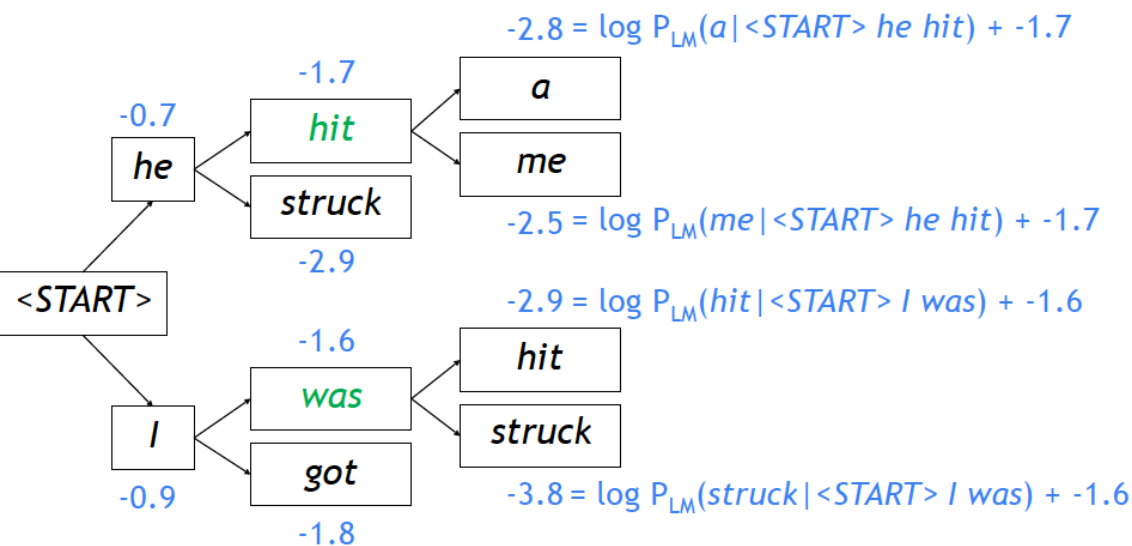 -2.8 = log P_LM(a|<START> he hit) + -1.7
-1.7
a
-0.7
hit
he
me
struck
-2.5 = log P_LM(me|<START> he hit) + -1.7
-2.9
<START>
-2.9 = log P_LM(hit|<START> I was) + -1.6
-1.6
hit
was
I
struck
got
-0.9
-3.8 = log P_LM(struck|<START> I was) + -1.6
-1.8